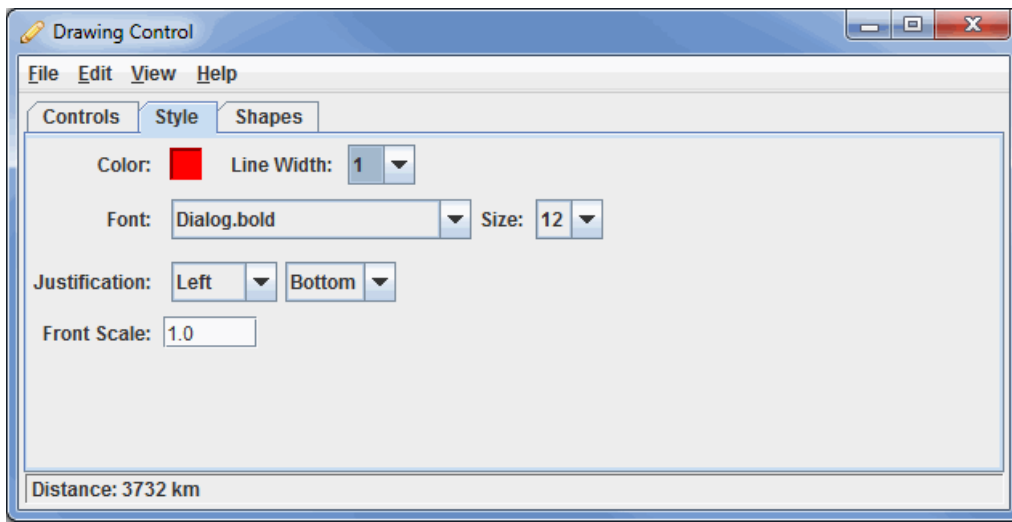 Drawing Control
File Edit View Help
Controls Style Shapes
Color: Line Width: 1
Font: Dialog.bold Size: 12
Justification: Left Bottom
Front Scale: 1.0
Distance: 3732 km